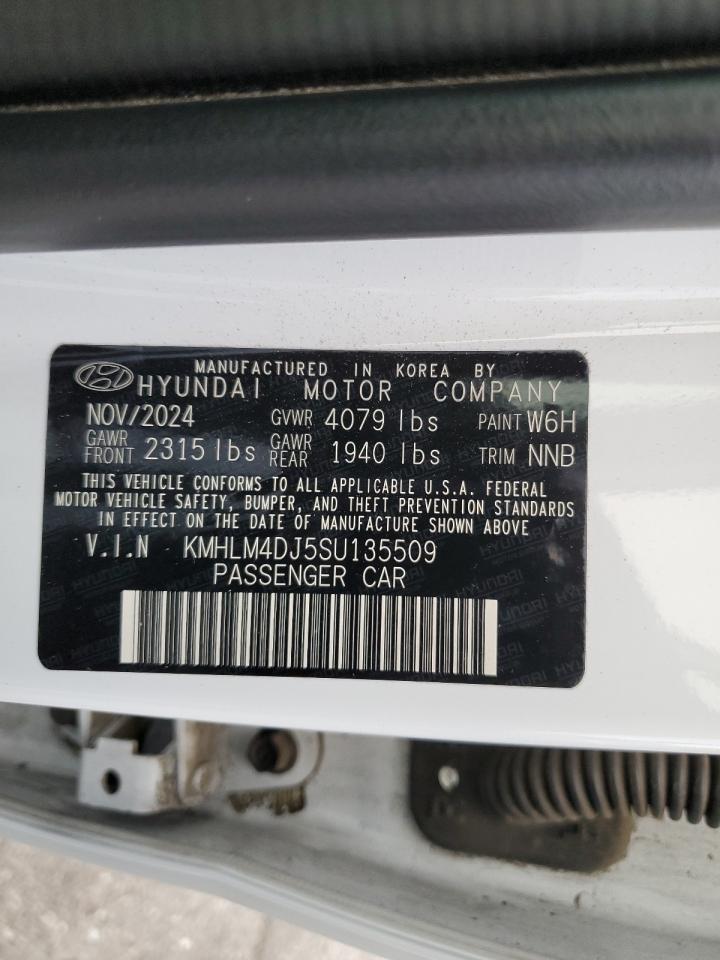 MANUFACTURED IN KOREA BY
HYUNDAI MOTOR COMPANY
NOV/2024 GVWR 4079 lbs PAINT W6H
GAWR FRONT 2315 lbs GAWR REAR 1940 lbs TRIM NNB
THIS VEHICLE CONFORMS TO ALL APPLICABLE U.S.A. FEDERAL
MOTOR VEHICLE SAFETY, BUMPER, AND THEFT PREVENTION STANDARDS
IN EFFECT ON THE DATE OF MANUFACTURE SHOWN ABOVE.
V.I.N KMHLM4DJ5SU135509
PASSENGER CAR